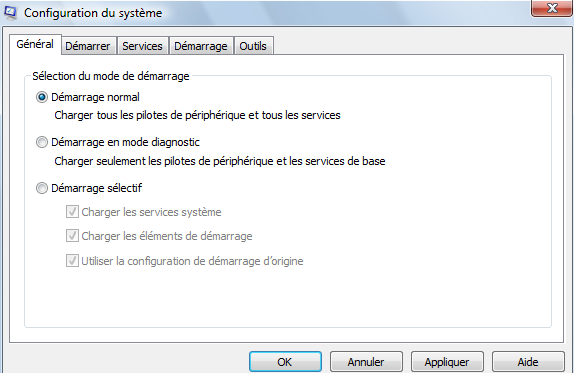 Configuration du système
Général Démarrer Services Démarrage Outils
Sélection du mode de démarrage
Démarrage normal
Charger tous les pilotes de périphérique et tous les services
Démarrage en mode diagnostic
Charger seulement les pilotes de périphérique et les services de base
Démarrage sélectif
Charger les services système
Charger les éléments de démarrage
Utiliser la configuration de démarrage d'origine
OK Annuler Appliquer Aide